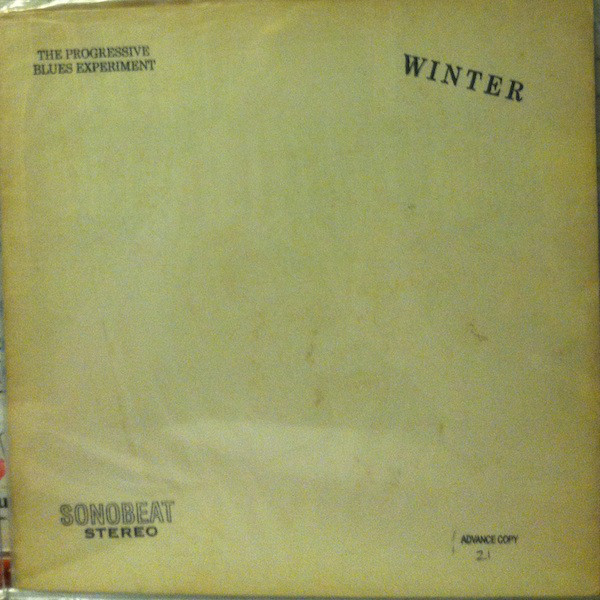 THE PROGRESSIVE
BLUES EXPERIMENT
WINTER
SONOBEAT
STEREO
ADVANCE COPY
21